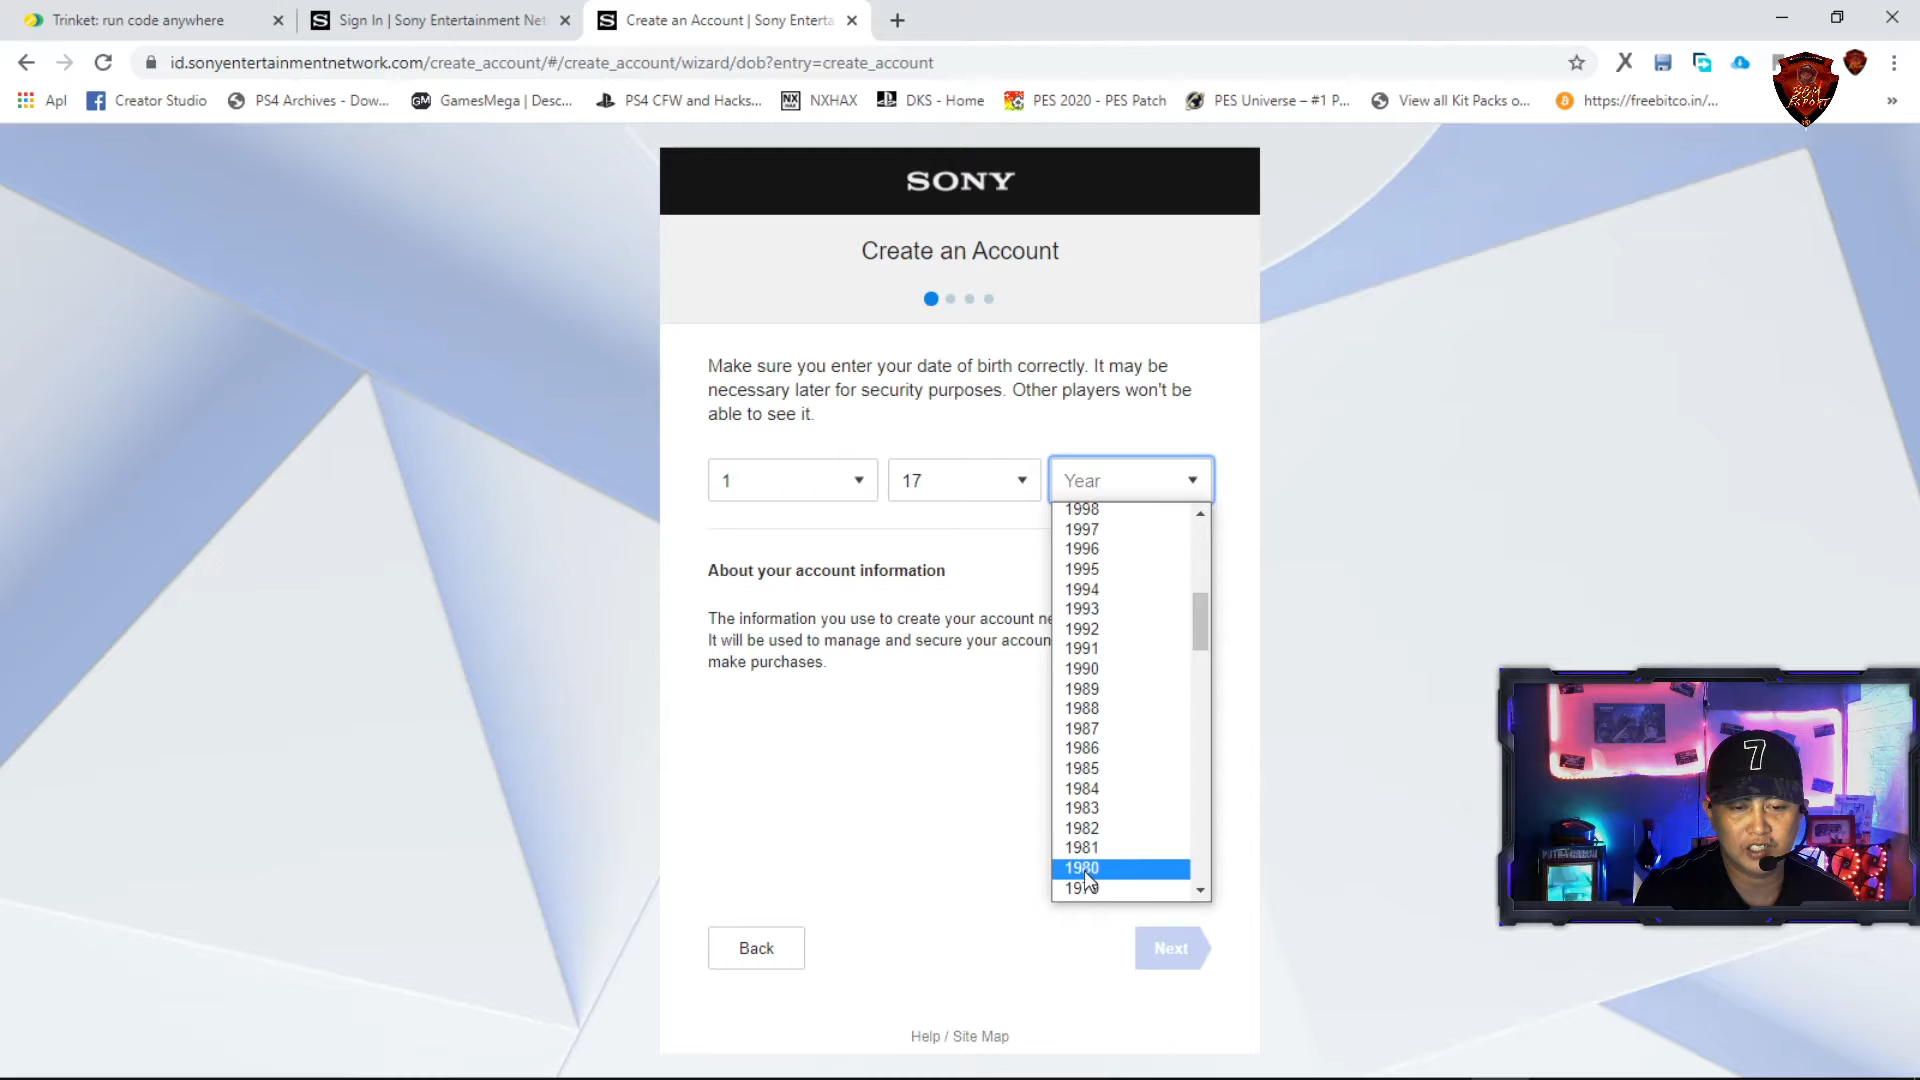 Trinket: run code anywhere
Sign In | Sony Entertainment Net
Create an Account | Sony Enterta
id.sonyentertainmentnetwork.com/create_account/#/create_account/wizard/dob?entry=create_account
Apl
Creator Studio
PS4 Archives - Dow...
GamesMega | Desc...
PS4 CFW and Hacks...
NXHAX
DKS - Home
PES 2020 - PES Patch
PES Universe – #1 P...
View all Kit Packs o...
https://freebitco.in/...
SONY
Create an Account
Make sure you enter your date of birth correctly. It may be
necessary later for security purposes. Other players won't be
able to see it.
1
17
Year
1998
1997
1996
1995
1994
1993
1992
1991
1990
1989
1988
1987
1986
1985
1984
1983
1982
1981
1980
About your account information
The information you use to create your account ne
It will be used to manage and secure your accoun
make purchases.
Back
Next
Help / Site Map
7